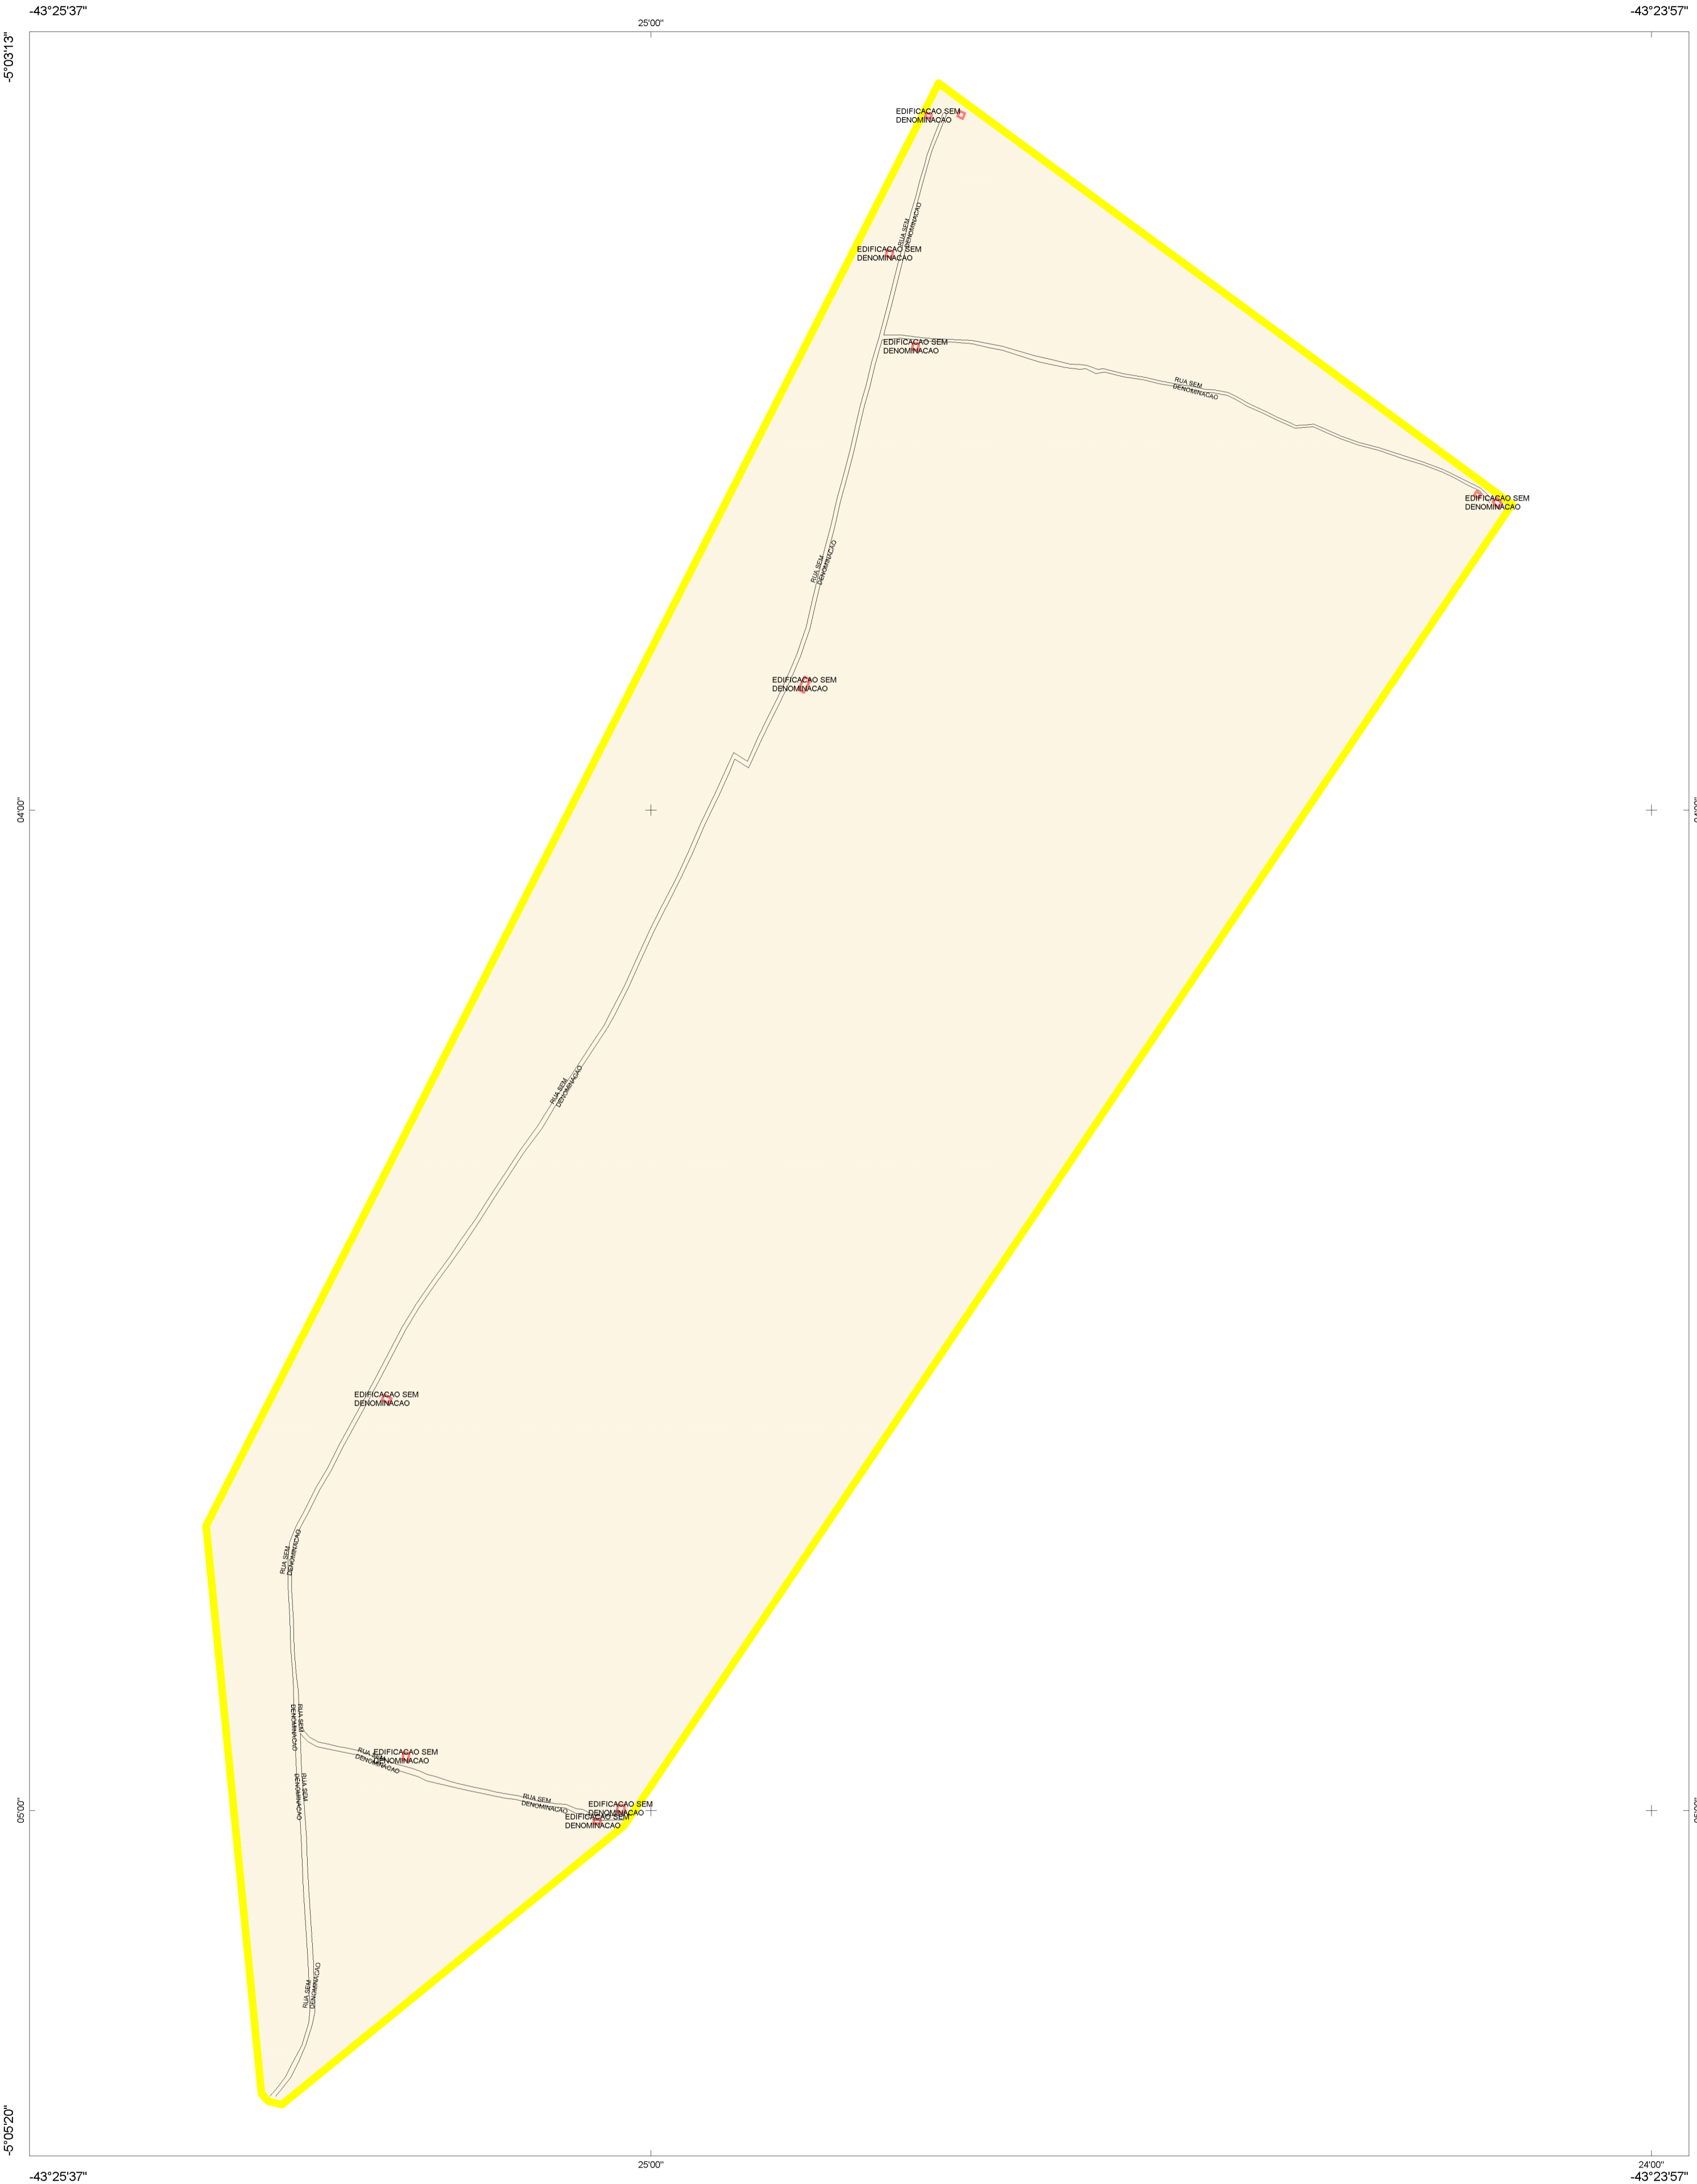 -43°25'37"
25'00"
-43°23'57"
-5°03'13"
EDIFICACAO SEM
DENOMINACAO
RUA SEM
DENOMINACAO
EDIFICACAO SEM
DENOMINACAO
EDIFICACAO SEM
DENOMINACAO
RUA SEM
DENOMINACAO
EDIFICACAO SEM
DENOMINACAO
RUA SEM
DENOMINACAO
EDIFICACAO SEM
DENOMINACAO
04'00"
04'00"
RUA SEM
DENOMINACAO
EDIFICACAO SEM
DENOMINACAO
RUA SEM
DENOMINACAO
RUA SEM
DENOMINACAO
RUA SEM
DENOMINACAO
EDIFICACAO SEM
DENOMINACAO
RUA SEM
DENOMINACAO
RUA SEM
DENOMINACAO
EDIFICACAO SEM
DENOMINACAO
EDIFICACAO SEM
DENOMINACAO
05'00"
05'00"
RUA SEM
DENOMINACAO
-5°05'20"
-43°25'37"
25'00"
24'00"
-43°23'57"